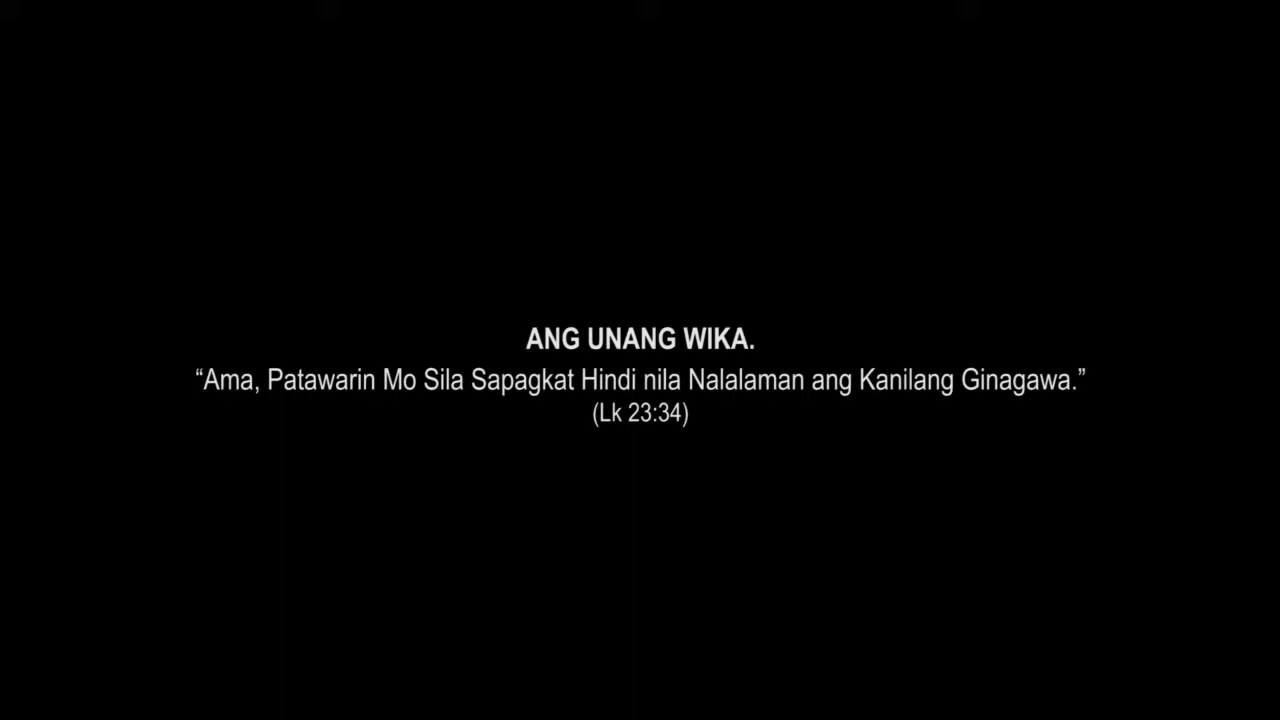 ANG UNANG WIKA.
“Ama, Patawarin Mo Sila Sapagkat Hindi nila Nalalaman ang Kanilang Ginagawa.”
(Lk 23:34)